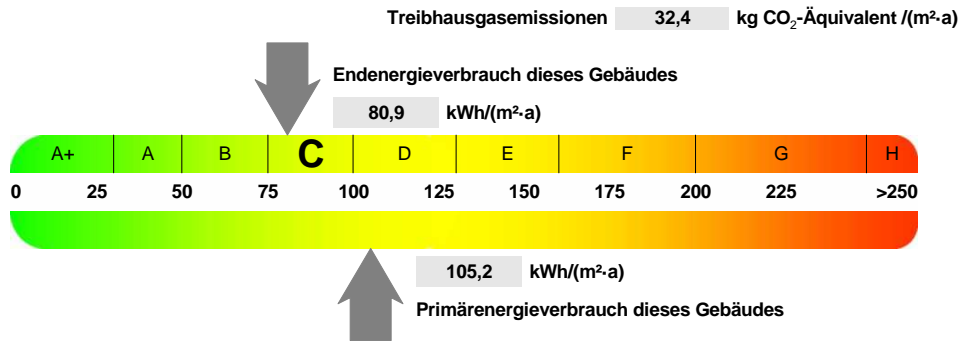 Treibhausgasemissionen 32,4 kg CO₂-Äquivalent /(m²·a)
Endenergieverbrauch dieses Gebäudes
80,9 kWh/(m²·a)
A+ A B C D E F G H
0 25 50 75 100 125 150 175 200 225 >250
105,2 kWh/(m²·a)
Primärenergieverbrauch dieses Gebäudes